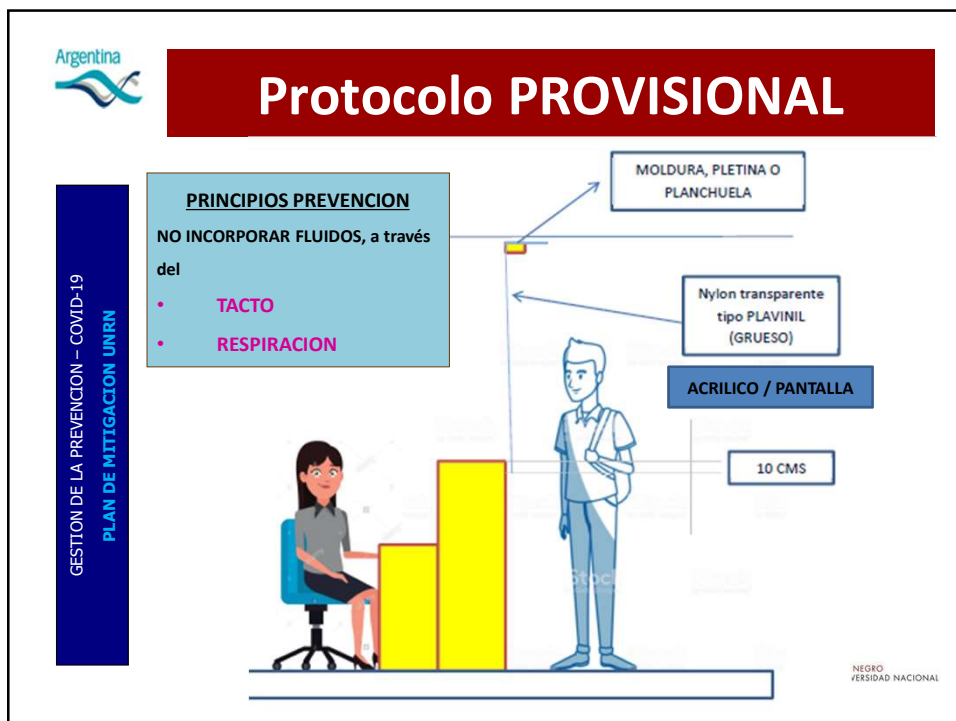 Argentina
Protocolo PROVISIONAL
GESTION DE LA PREVENCION – COVID-19
PLAN DE MITIGACION UNRN
PRINCIPIOS PREVENCION
NO INCORPORAR FLUIDOS, a través
del
• TACTO
• RESPIRACION
MOLDURA, PLETINA O
PLANCHUELA
Nylon transparente
tipo PLAVINIL
(GRUESO)
ACRILICO / PANTALLA
10 CMS
NEGRO
VERSIDAD NACIONAL